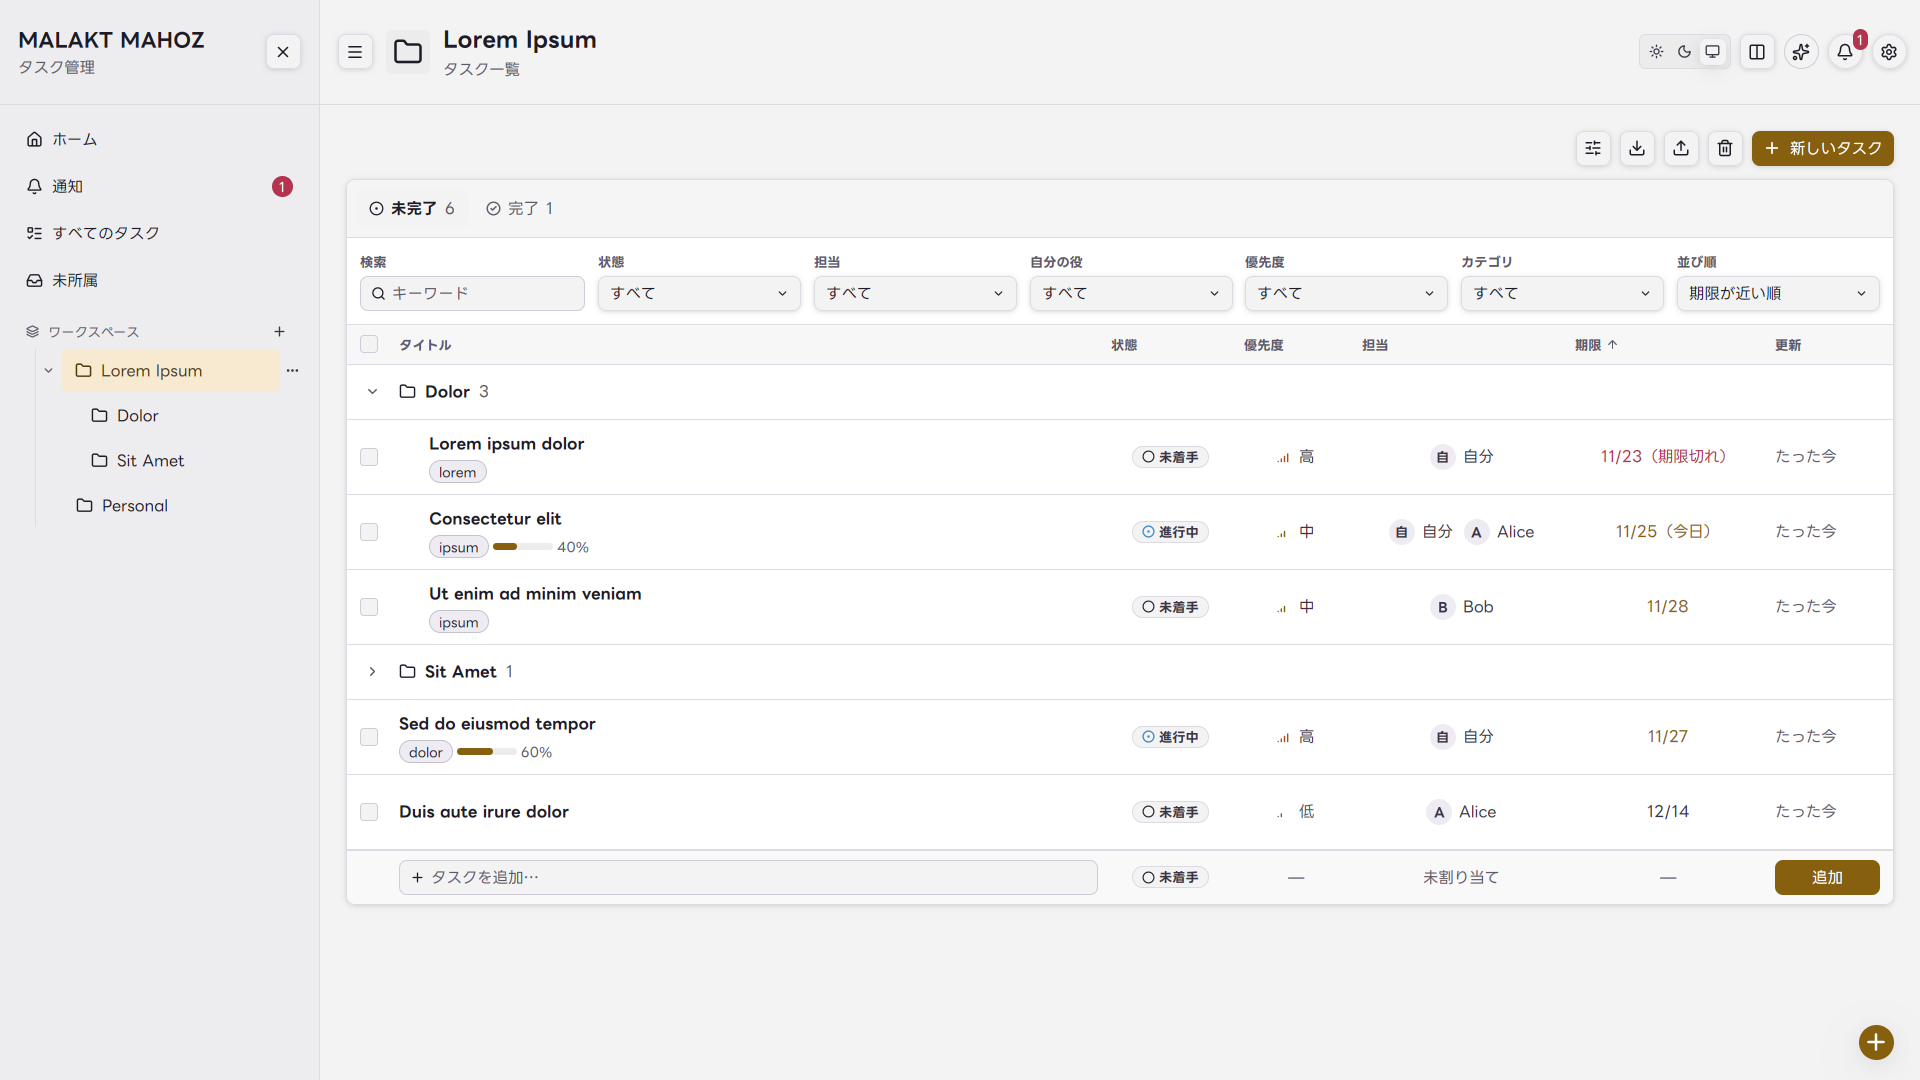 MALAKT MAHOZ
タスク管理
ホーム
通知
1
すべてのタスク
未所属
ワークスペース
Lorem Ipsum
Dolor
Sit Amet
Personal
Lorem Ipsum
タスク一覧
1
新しいタスク
未完了 6
完了 1
検索
キーワード
状態
すべて
担当
すべて
自分の役
すべて
優先度
すべて
カテゴリ
すべて
並び順
期限が近い順
タイトル 状態 優先度 担当 期限 更新
Dolor 3
Lorem ipsum dolor
lorem
未着手 高 自 自分 11/23（期限切れ） たった今
Consectetur elit
ipsum 40%
進行中 中 自 自分 A Alice 11/25（今日） たった今
Ut enim ad minim veniam
ipsum
未着手 中 B Bob 11/28 たった今
Sit Amet 1
Sed do eiusmod tempor
dolor 60%
進行中 高 自 自分 11/27 たった今
Duis aute irure dolor
未着手 低 A Alice 12/14 たった今
タスクを追加… 未着手 — 未割り当て — 追加